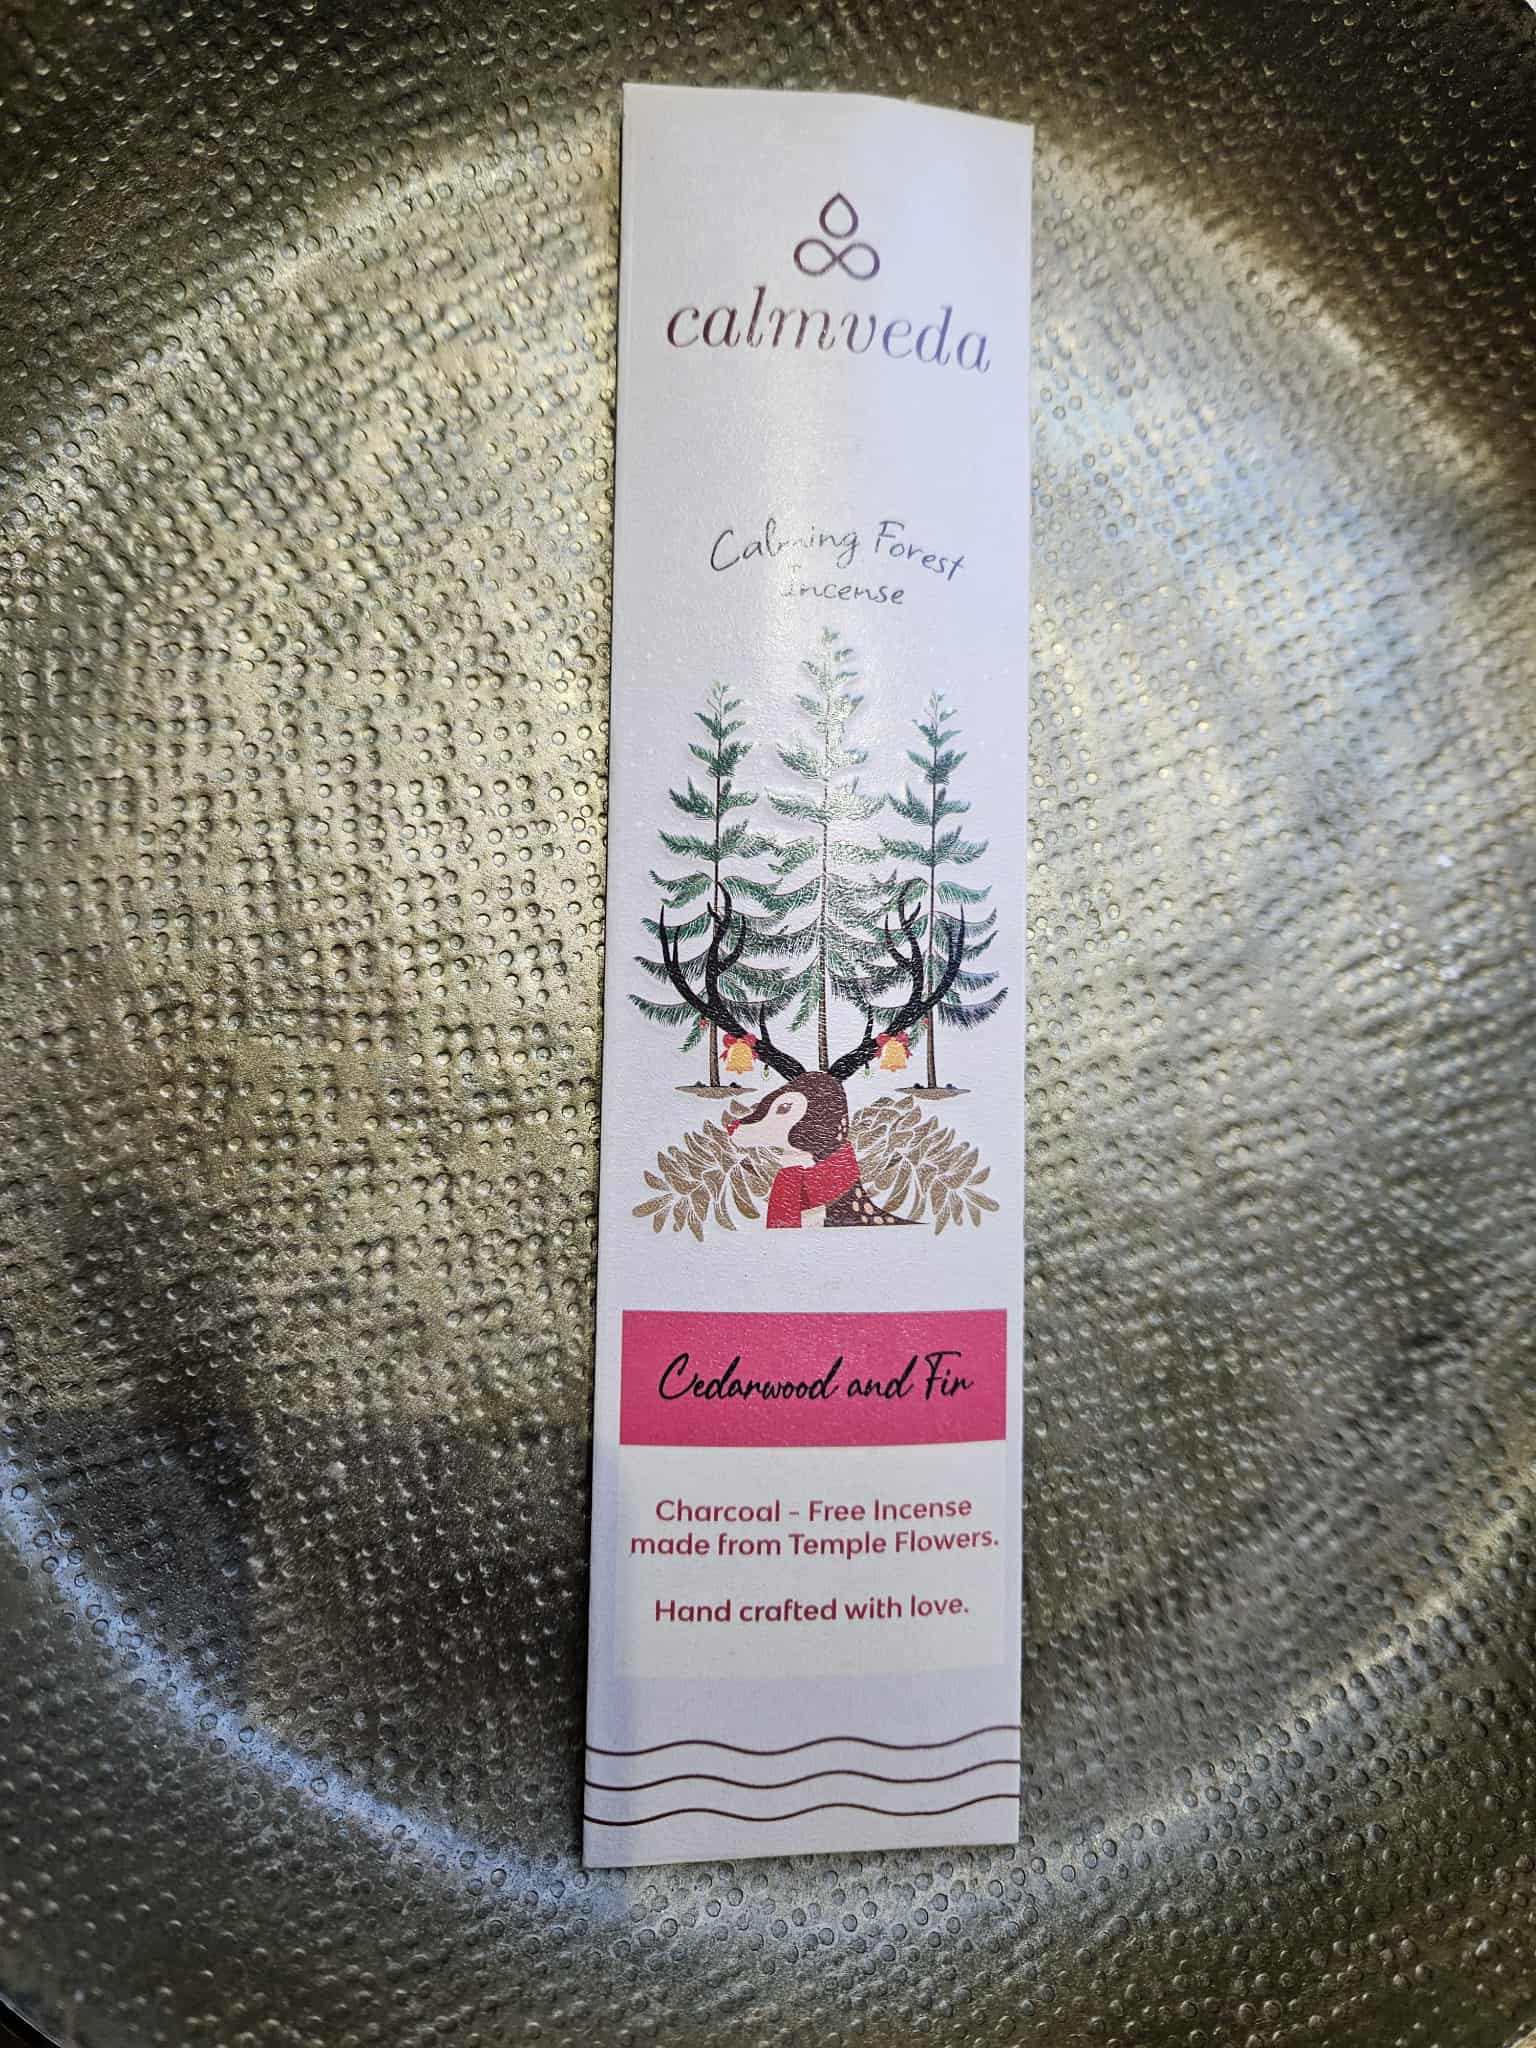 calmveda
Calming Forest
Incense
Cedarwood and Fir
Charcoal - Free Incense
made from Temple Flowers.
Hand crafted with love.